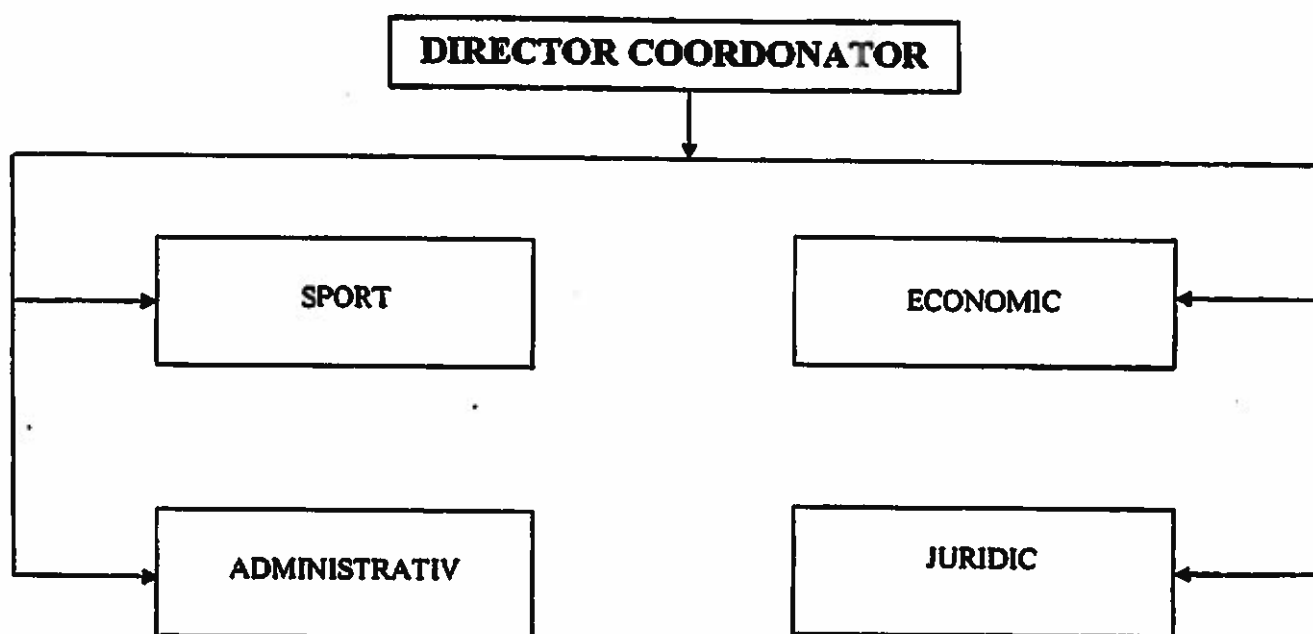 DIRECTOR COORDONATOR
SPORT
ECONOMIC
ADMINISTRATIV
JURIDIC